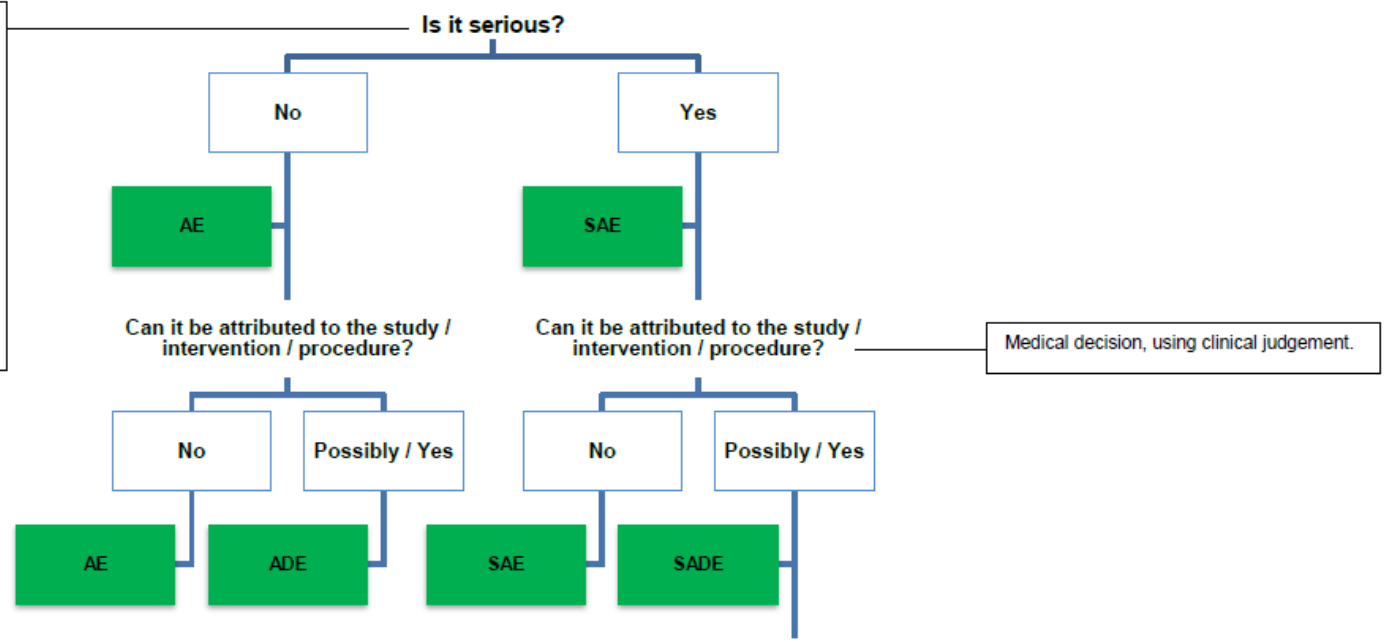 Is it serious?
No
Yes
AE
SAE
Can it be attributed to the study /
intervention / procedure?
Can it be attributed to the study /
intervention / procedure?
Medical decision, using clinical judgement.
No
Possibly / Yes
No
Possibly / Yes
AE
ADE
SAE
SADE